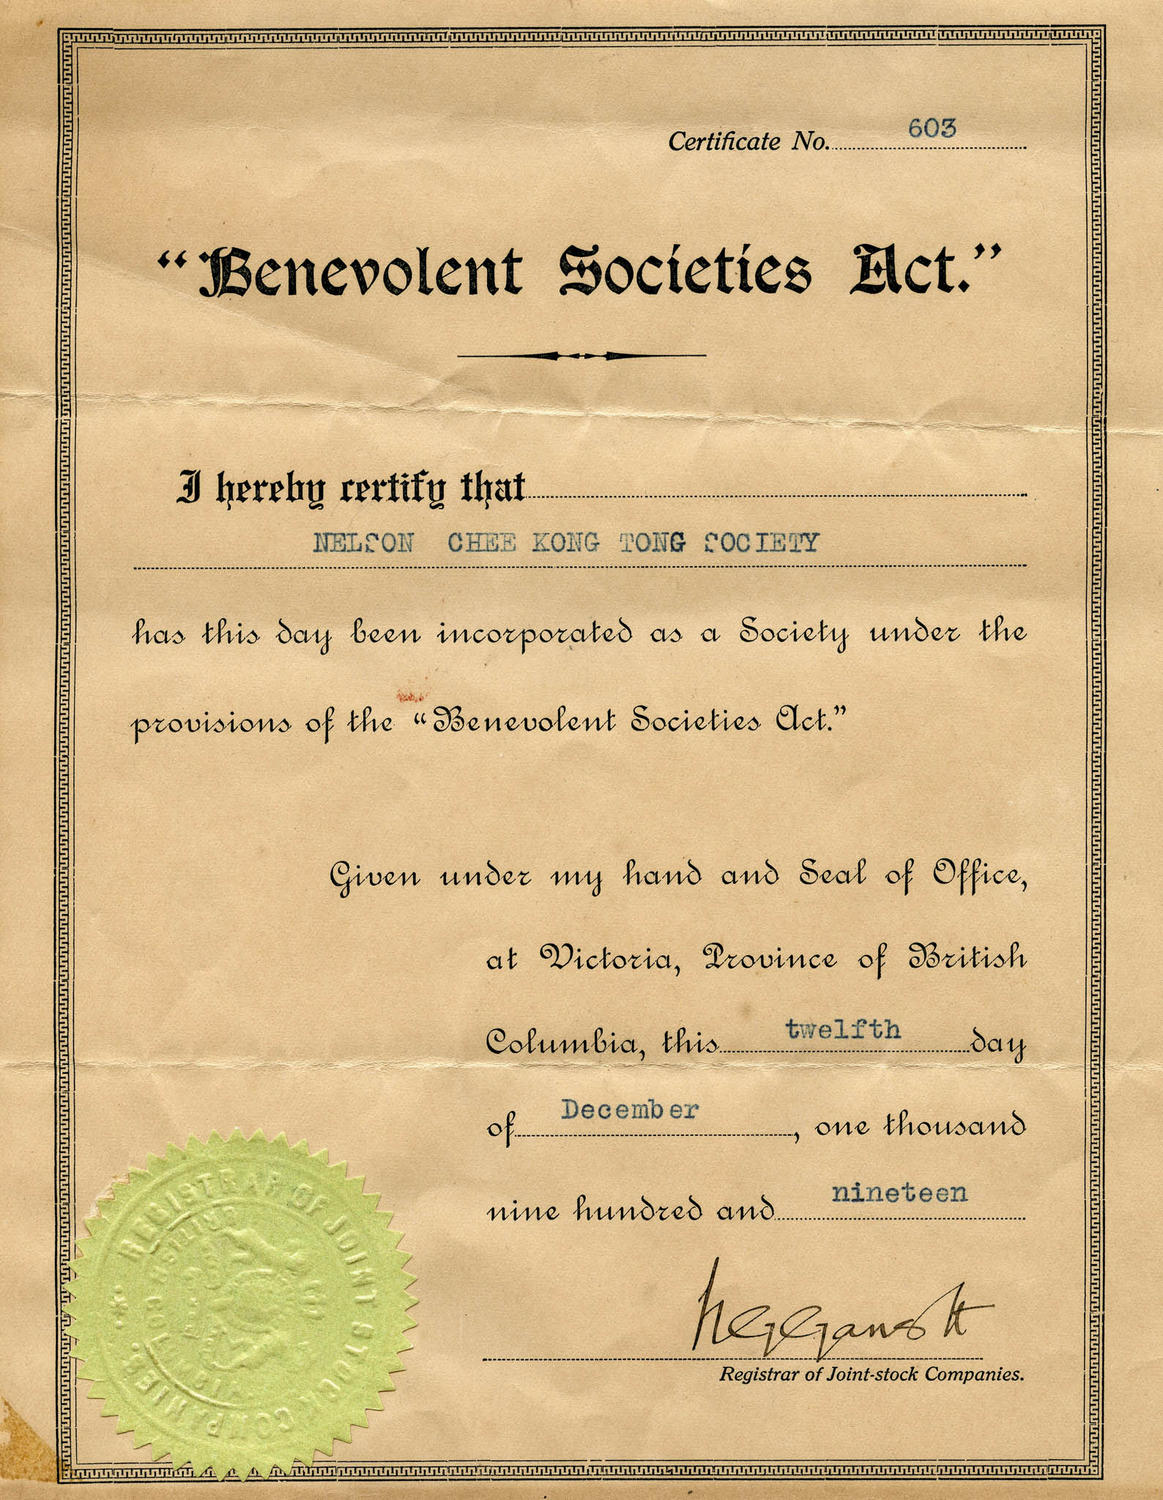 Certificate No. 603
“Benevolent Societies Act.”
I hereby certify that
NELSON CHEE KONG TONG SOCIETY
has this day been incorporated as a Society under the
provisions of the “Benevolent Societies Act.”
Given under my hand and Seal of Office,
at Victoria, Province of British
Columbia, this twelfth day
of December, one thousand
nine hundred and nineteen
Registrar of Joint-stock Companies.
REGISTRAR OF JOINT STOCK COMPANIES